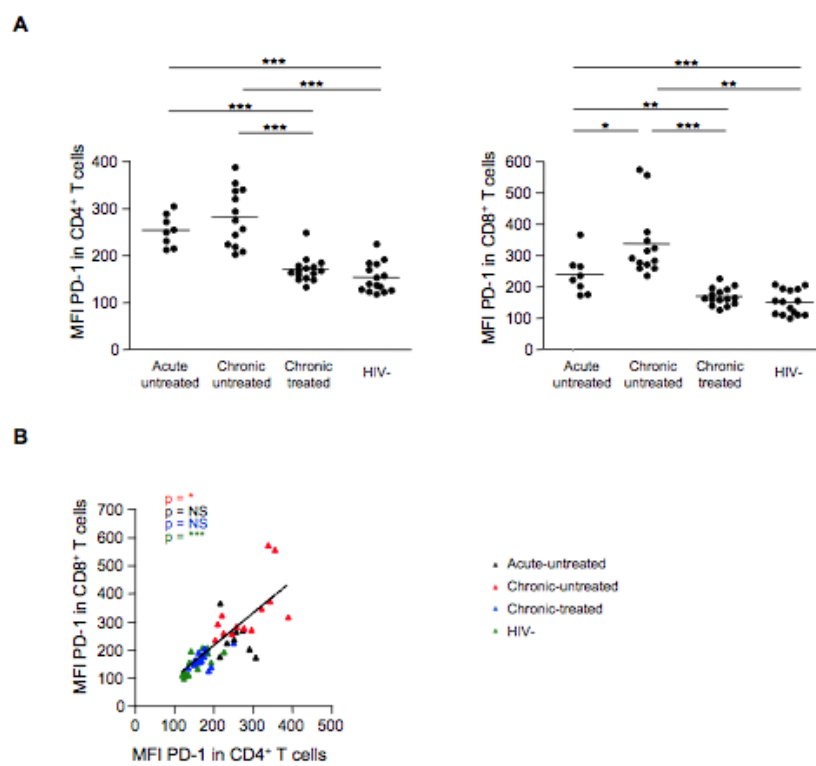 A
***
***
***
***
MFI PD-1 in CD4⁺ T cells
400
300
200
100
0
Acute untreated
Chronic untreated
Chronic treated
HIV-
***
**
**
*
***
MFI PD-1 in CD8⁺ T cells
600
500
400
300
200
100
0
Acute untreated
Chronic untreated
Chronic treated
HIV-
B
p = *
p = NS
p = NS
p = ***
MFI PD-1 in CD8⁺ T cells
700
600
500
400
300
200
100
0
0 100 200 300 400 500
MFI PD-1 in CD4⁺ T cells
Acute-untreated
Chronic-untreated
Chronic-treated
HIV-